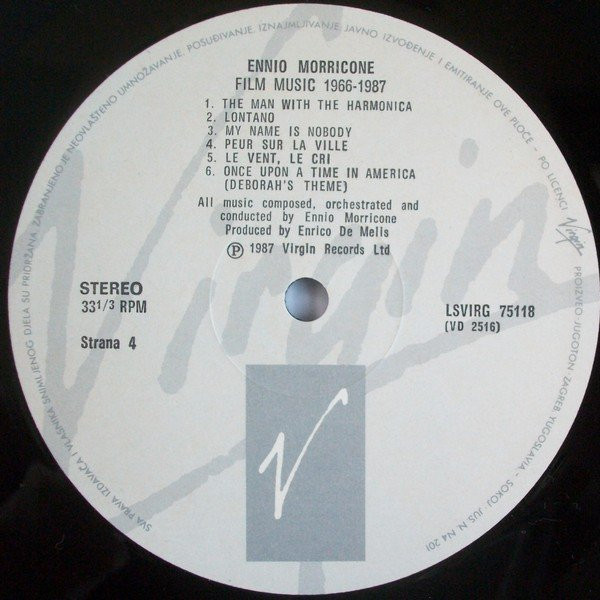 ENNIO MORRICONE
FILM MUSIC 1966-1987
1. THE MAN WITH THE HARMONICA
2. LONTANO
3. MY NAME IS NOBODY
4. PEUR SUR LA VILLE
5. LE VENT, LE CRI
6. ONCE UPON A TIME IN AMERICA
(DEBORAH'S THEME)
All music composed, orchestrated and
conducted by Ennio Morricone
Produced by Enrico De Melis
Ⓟ 1987 Virgin Records Ltd
STEREO
33 1/3 RPM
Strana 4
LSVIRG 75118
(VD 2516)
Virgin
SVA PRAVA IZDAVAČA I VLASNIKA SNIMLJENOG DJELA SU PRIDRŽANA ZABRANJENO JE NEOVLAŠTENO UMNOŽAVANJE, POSUĐIVANJE, IZNAJMLJIVANJE, JAVNO IZVOĐENJE I EMITIRANJE OVE PLOČE - PO LICENCI Virgin PROIZVEO JUGOTON ZAGREB YUGOSLAVIA - SOKOJ JUS N N4 201